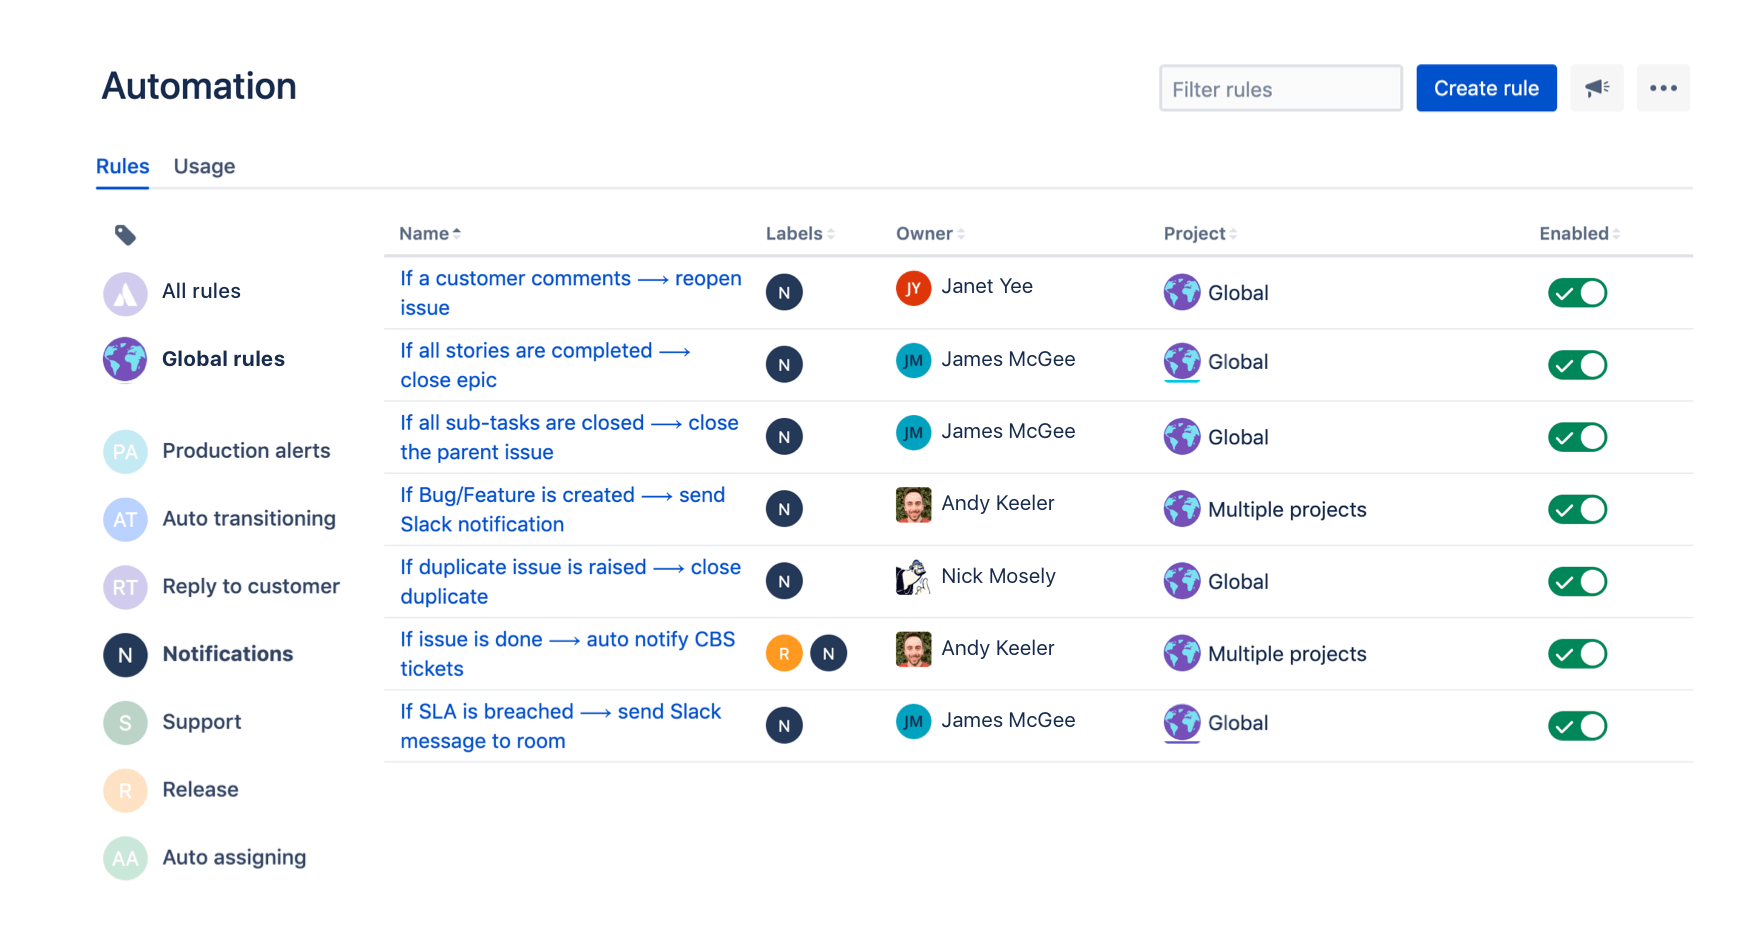 Automation
Filter rules
Create rule
Rules
Usage
Name
Labels
Owner
Project
Enabled
All rules
Global rules
PA
Production alerts
AT
Auto transitioning
RT
Reply to customer
N
Notifications
S
Support
R
Release
AA
Auto assigning
If a customer comments ⟶ reopen
issue
N
JY
Janet Yee
Global
If all stories are completed ⟶
close epic
N
JM
James McGee
Global
If all sub-tasks are closed ⟶ close
the parent issue
N
JM
James McGee
Global
If Bug/Feature is created ⟶ send
Slack notification
N
Andy Keeler
Multiple projects
If duplicate issue is raised ⟶ close
duplicate
N
Nick Mosely
Global
If issue is done ⟶ auto notify CBS
tickets
R
N
Andy Keeler
Multiple projects
If SLA is breached ⟶ send Slack
message to room
N
JM
James McGee
Global